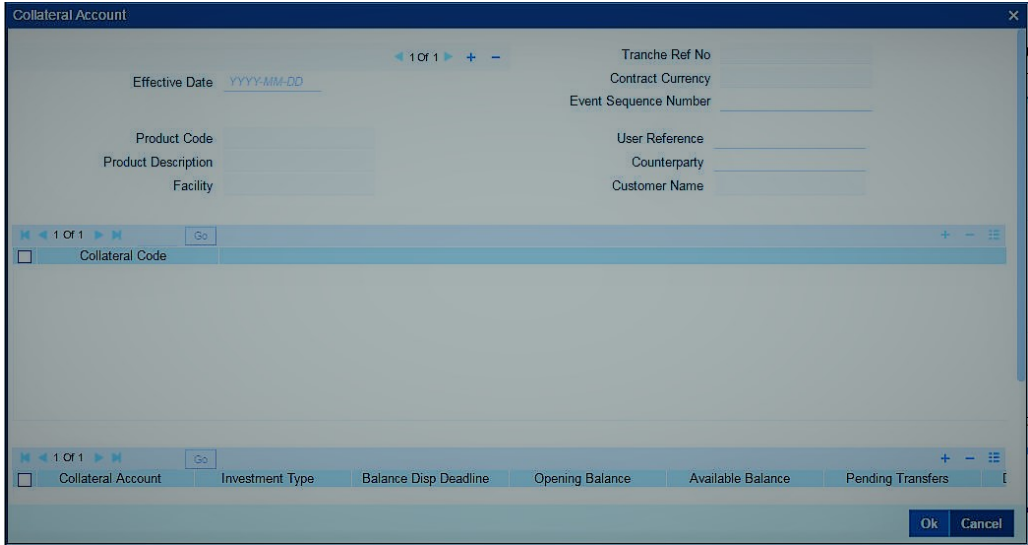 Collateral Account
1 Of 1
Tranche Ref No
Contract Currency
Effective Date YYYY-MM-DD
Event Sequence Number
Product Code
User Reference
Product Description
Counterparty
Facility
Customer Name
1 Of 1 Go
Collateral Code
1 Of 1 Go
Collateral Account Investment Type Balance Disp Deadline Opening Balance Available Balance Pending Transfers
Ok Cancel